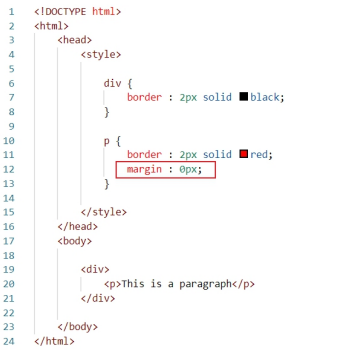 1 <!DOCTYPE html>
2 <html>
3     <head>
4         <style>
5
6             div {
7                 border : 2px solid black;
8             }
9
10             p {
11                 border : 2px solid red;
12                 margin : 0px;
13             }
14
15         </style>
16     </head>
17     <body>
18
19         <div>
20             <p>This is a paragraph</p>
21         </div>
22
23     </body>
24 </html>